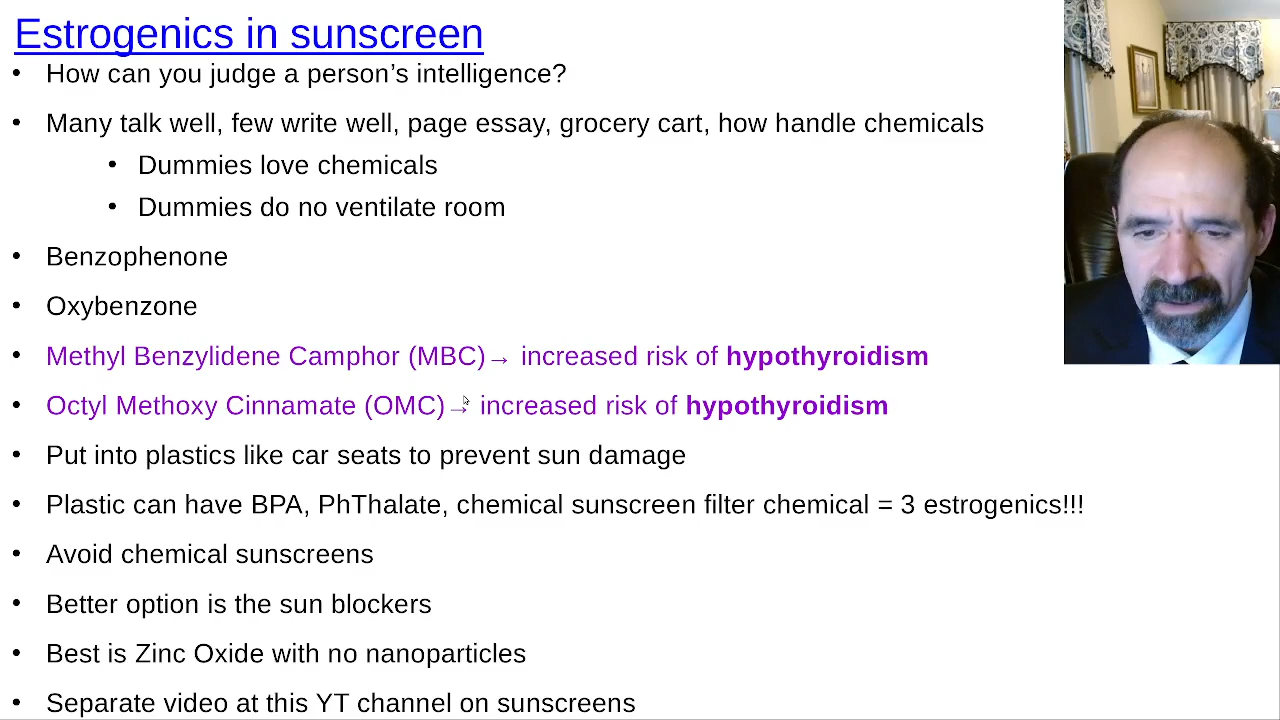 Estrogenics in sunscreen
• How can you judge a person’s intelligence?
• Many talk well, few write well, page essay, grocery cart, how handle chemicals
• Dummies love chemicals
• Dummies do no ventilate room
• Benzophenone
• Oxybenzone
• Methyl Benzylidene Camphor (MBC)→ increased risk of hypothyroidism
• Octyl Methoxy Cinnamate (OMC)→ increased risk of hypothyroidism
• Put into plastics like car seats to prevent sun damage
• Plastic can have BPA, PhThalate, chemical sunscreen filter chemical = 3 estrogenics!!!
• Avoid chemical sunscreens
• Better option is the sun blockers
• Best is Zinc Oxide with no nanoparticles
• Separate video at this YT channel on sunscreens